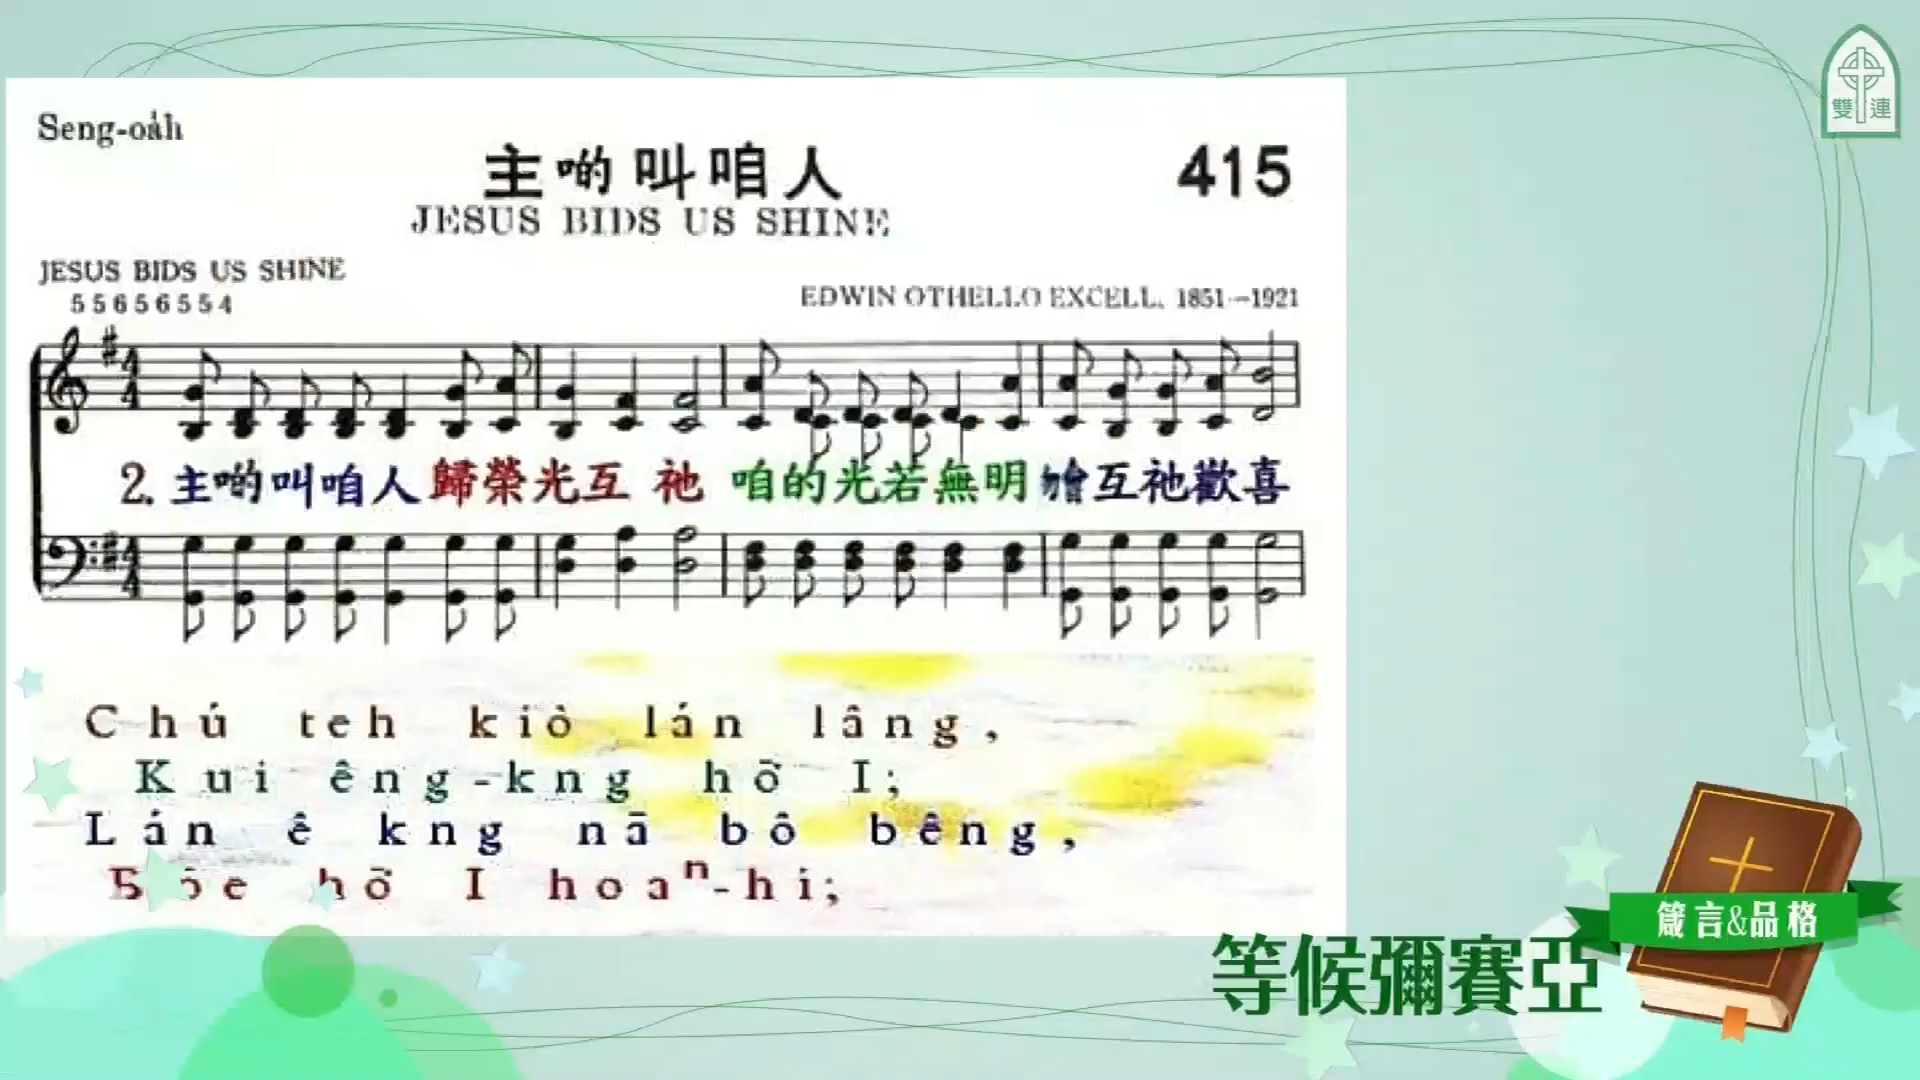 雙連
Seng-oa̍h
主啲叫咱人
415
JESUS BIDS US SHINE
JESUS BIDS US SHINE
55656554
EDWIN OTHELLO EXCELL, 1851-1921
2. 主啲叫咱人歸榮光互祂 咱的光若無明 𣍐互祂歡喜
Chú teh kiò lán lâng,
Kui êng-kng hō͘ I;
Lán ê kng nā bô bêng,
Bōe hō͘ I hoaⁿ-hí;
箴言&品格
等候彌賽亞